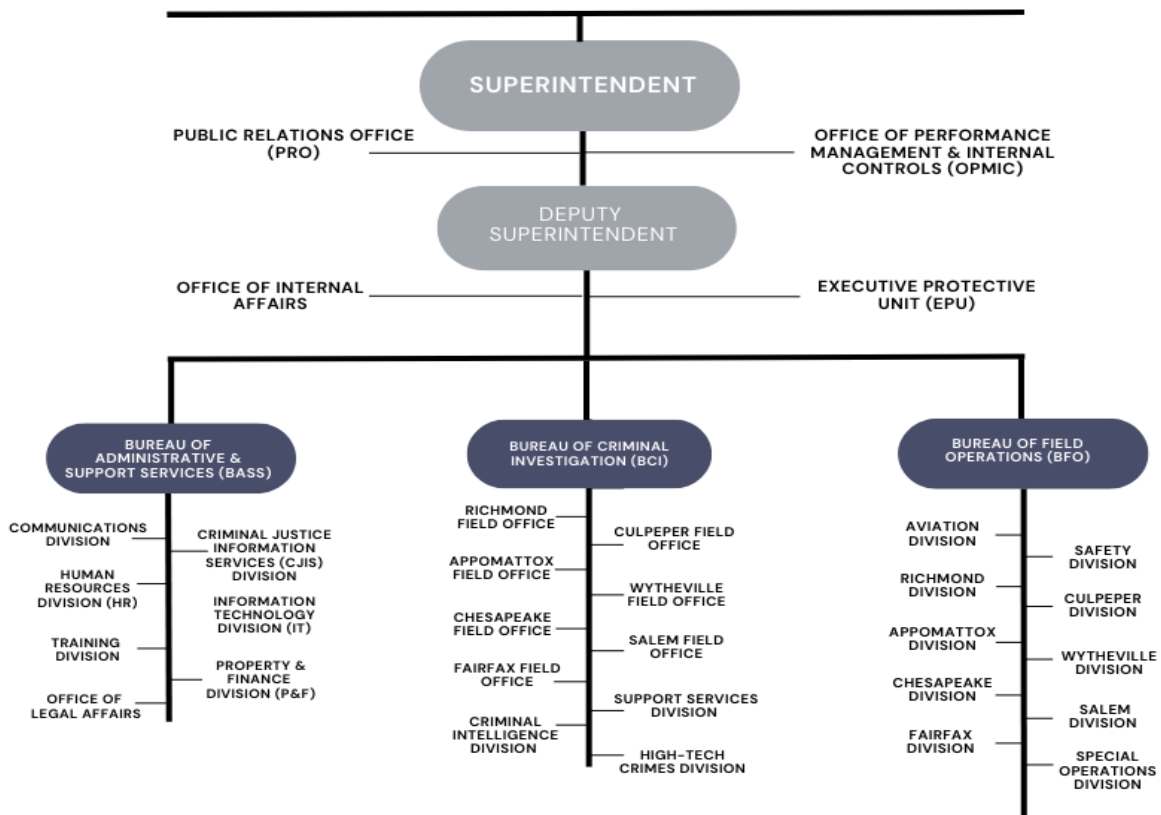 SUPERINTENDENT
PUBLIC RELATIONS OFFICE
(PRO)
OFFICE OF PERFORMANCE
MANAGEMENT & INTERNAL
CONTROLS (OPMIC)
DEPUTY
SUPERINTENDENT
OFFICE OF INTERNAL
AFFAIRS
EXECUTIVE PROTECTIVE
UNIT (EPU)
BUREAU OF
ADMINISTRATIVE &
SUPPORT SERVICES (BASS)
COMMUNICATIONS
DIVISION
CRIMINAL JUSTICE
INFORMATION
SERVICES (CJIS)
DIVISION
HUMAN
RESOURCES
DIVISION (HR)
INFORMATION
TECHNOLOGY
DIVISION (IT)
TRAINING
DIVISION
PROPERTY &
FINANCE
DIVISION (P&F)
OFFICE OF
LEGAL AFFAIRS
BUREAU OF CRIMINAL
INVESTIGATION (BCI)
RICHMOND
FIELD OFFICE
CULPEPER FIELD
OFFICE
APPOMATTOX
FIELD OFFICE
WYTHEVILLE
FIELD OFFICE
CHESAPEAKE
FIELD OFFICE
SALEM FIELD
OFFICE
FAIRFAX FIELD
OFFICE
SUPPORT SERVICES
DIVISION
CRIMINAL
INTELLIGENCE
DIVISION
HIGH-TECH
CRIMES DIVISION
BUREAU OF FIELD
OPERATIONS (BFO)
AVIATION
DIVISION
SAFETY
DIVISION
RICHMOND
DIVISION
CULPEPER
DIVISION
APPOMATTOX
DIVISION
WYTHEVILLE
DIVISION
CHESAPEAKE
DIVISION
SALEM
DIVISION
FAIRFAX
DIVISION
SPECIAL
OPERATIONS
DIVISION